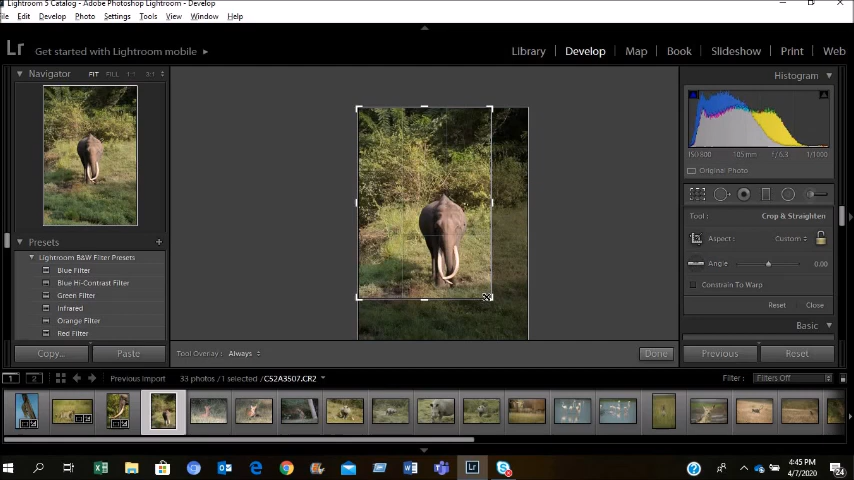 Lightroom 5 Catalog - Adobe Photoshop Lightroom - Develop
File Edit Develop Photo Settings Tools View Window Help
Lr Get started with Lightroom mobile
Library Develop Map Book Slideshow Print Web
Navigator FIT FILL 1:1 3:1
Histogram
ISO 800 105 mm f / 6.3 1/1000
Original Photo
Tool : Crop & Straighten
Aspect : Custom
Angle 0.00
Constrain To Warp
Reset Close
Basic
Presets
Lightroom B&W Filter Presets
Blue Filter
Blue Hi-Contrast Filter
Green Filter
Infrared
Orange Filter
Red Filter
Copy... Paste
Tool Overlay : Always
Done
Previous Reset
1 2 Previous Import 33 photos / 1 selected / C52A3507.CR2
Filter : Filters Off
4:45 PM
4/7/2020
24